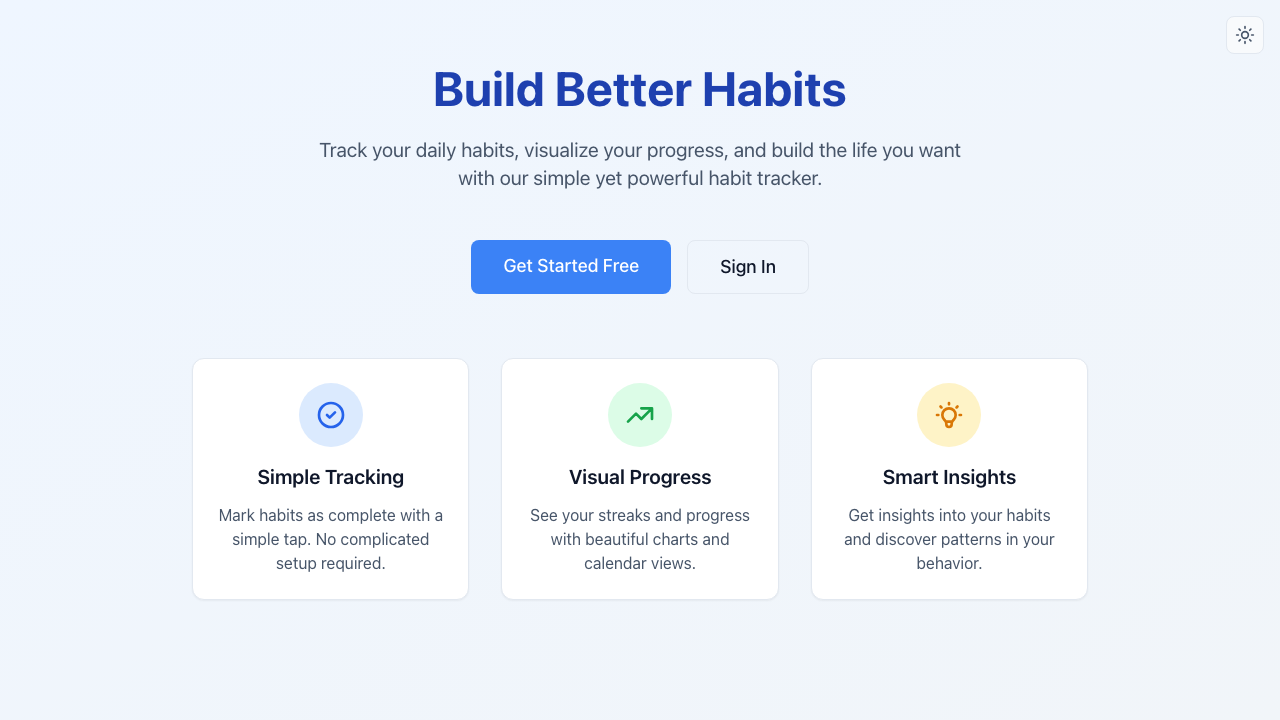 Build Better Habits
Track your daily habits, visualize your progress, and build the life you want
with our simple yet powerful habit tracker.
Get Started Free
Sign In
Simple Tracking
Mark habits as complete with a
simple tap. No complicated
setup required.
Visual Progress
See your streaks and progress
with beautiful charts and
calendar views.
Smart Insights
Get insights into your habits
and discover patterns in your
behavior.